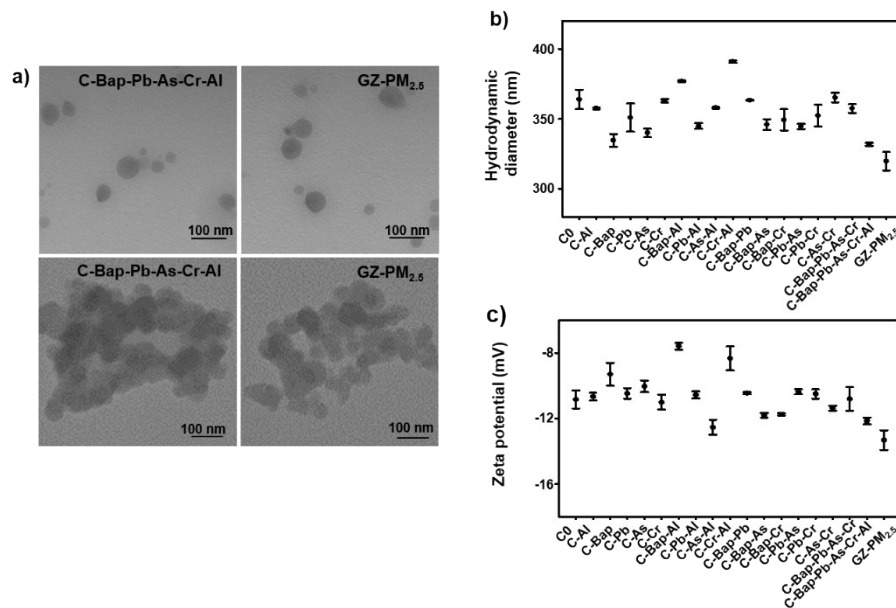 a)
C-Bap-Pb-As-Cr-Al
GZ-PM2.5
100 nm
100 nm
C-Bap-Pb-As-Cr-Al
GZ-PM2.5
100 nm
100 nm
b)
Hydrodynamic
diameter (nm)
400
350
300
C0
C-Al
C-Bap
C-Pb
C-As
C-Cr
C-Bap-Al
C-Pb-Al
C-As-Al
C-Cr-Al
C-Bap-Pb
C-Bap-As
C-Bap-Cr
C-Pb-As
C-Pb-Cr
C-As-Cr
C-Bap-Pb-As-Cr
C-Bap-Pb-As-Cr-Al
GZ-PM2.5
c)
Zeta potential (mV)
-8
-12
-16
C0
C-Al
C-Bap
C-Pb
C-As
C-Cr
C-Bap-Al
C-Pb-Al
C-As-Al
C-Cr-Al
C-Bap-Pb
C-Bap-As
C-Bap-Cr
C-Pb-As
C-Pb-Cr
C-As-Cr
C-Bap-Pb-As-Cr
C-Bap-Pb-As-Cr-Al
GZ-PM2.5